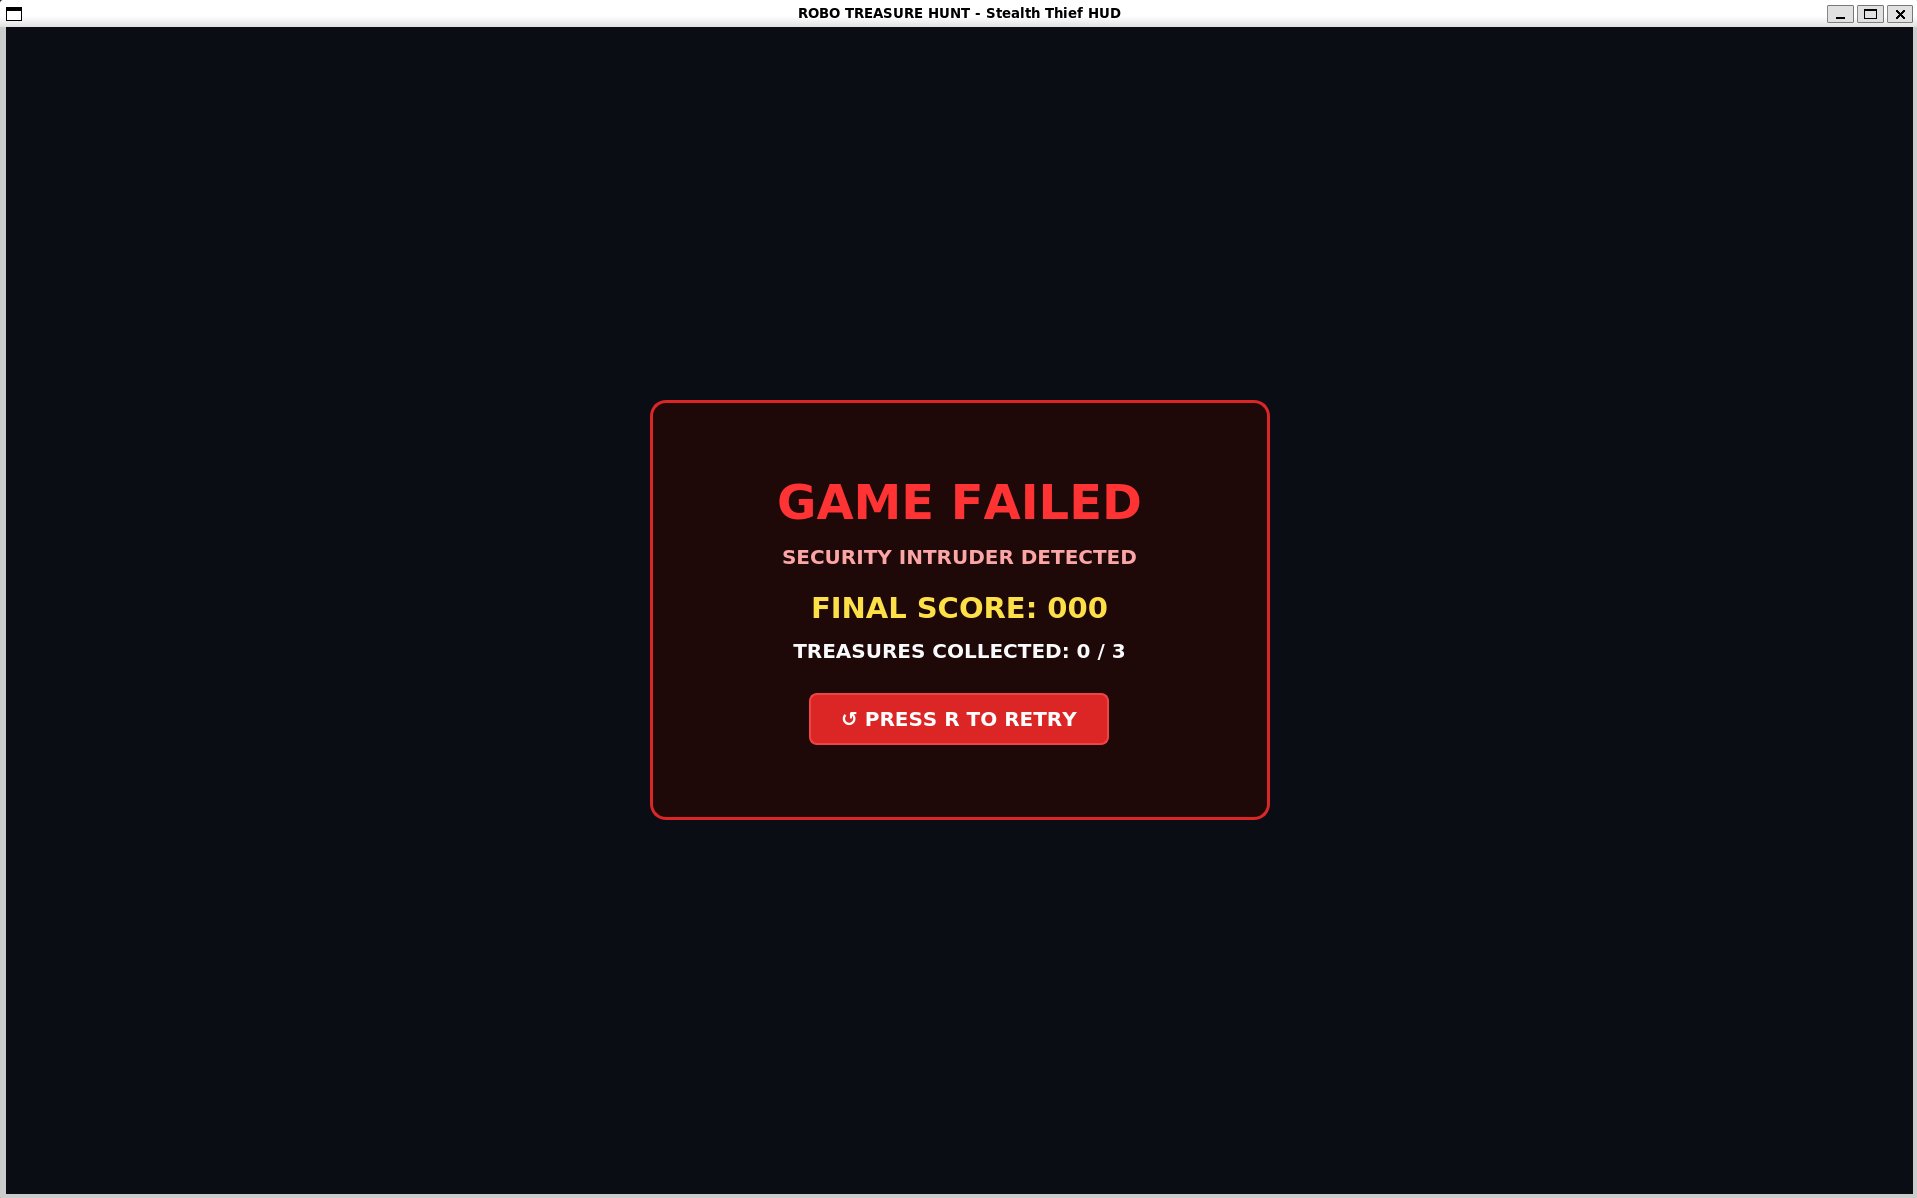 ROBO TREASURE HUNT - Stealth Thief HUD
GAME FAILED
SECURITY INTRUDER DETECTED
FINAL SCORE: 000
TREASURES COLLECTED: 0 / 3
↺ PRESS R TO RETRY